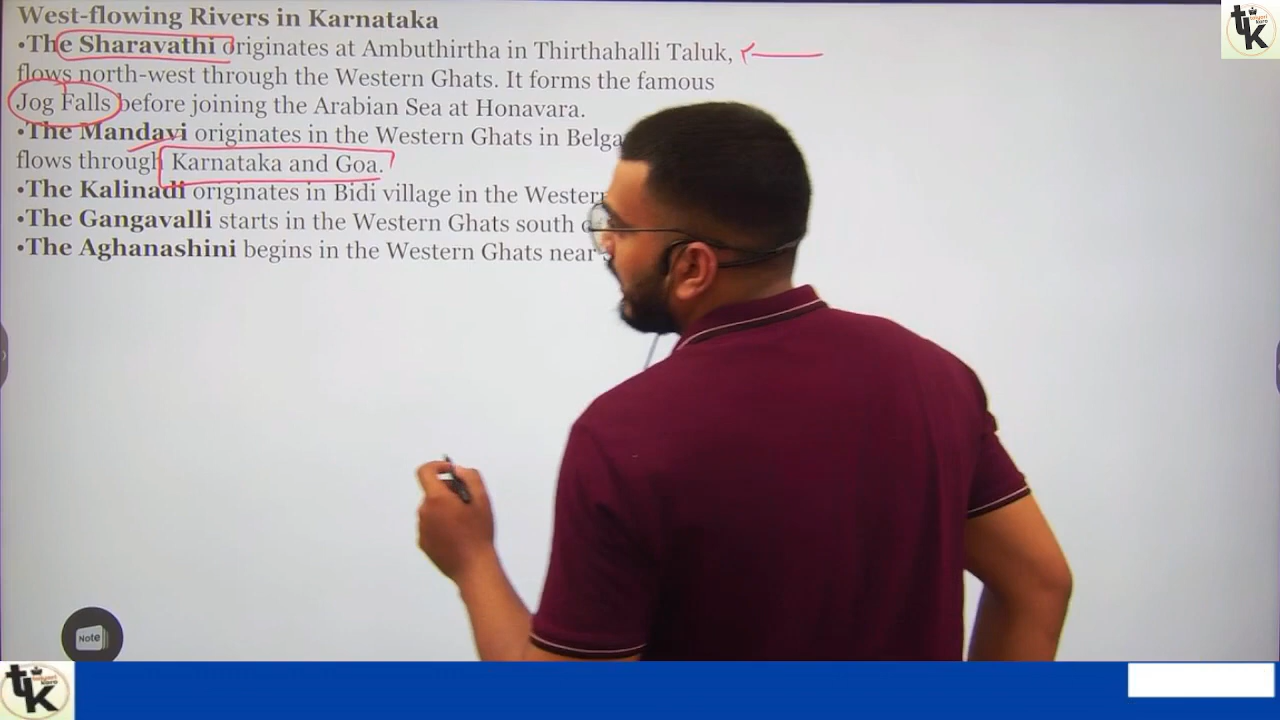 West-flowing Rivers in Karnataka
•The Sharavathi originates at Ambuthirtha in Thirthahalli Taluk,
flows north-west through the Western Ghats. It forms the famous
Jog Falls before joining the Arabian Sea at Honavara.
•The Mandavi originates in the Western Ghats in
flows through Karnataka and Goa.
•The Kalinadi originates in Bidi village in the
•The Gangavalli starts in the Western Ghats south
•The Aghanashini begins in the Western Ghats near
Note
tk
tk